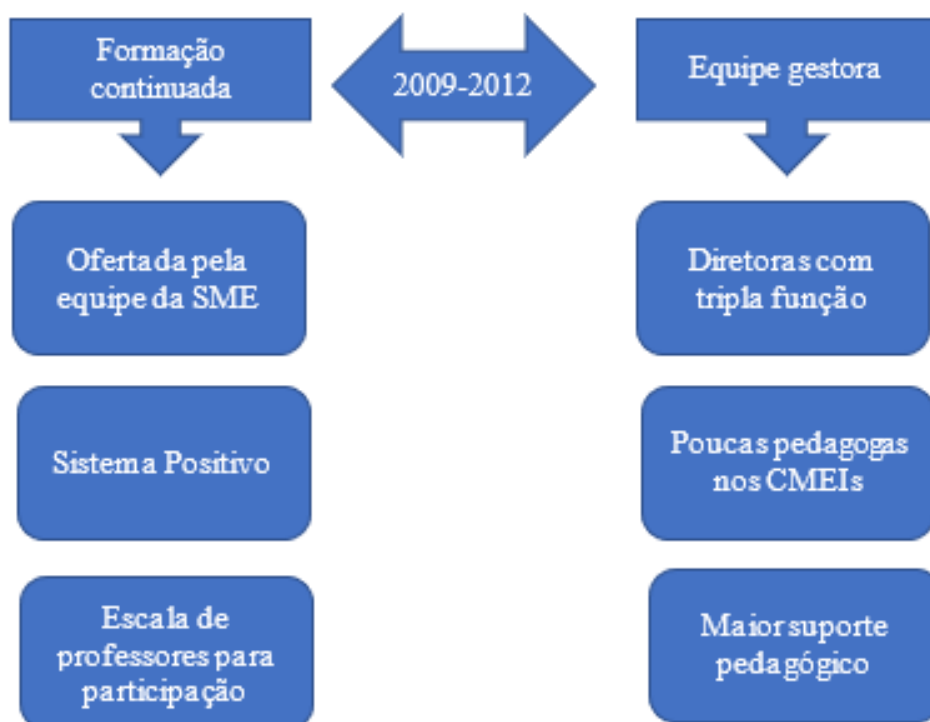 Formação
continuada
2009-2012
Equipe gestora
Ofertada pela
equipe da SME
Diretoras com
tripla função
Sistema Positivo
Poucas pedagogas
nos CMEIs
Escala de
professores para
participação
Maior suporte
pedagógico